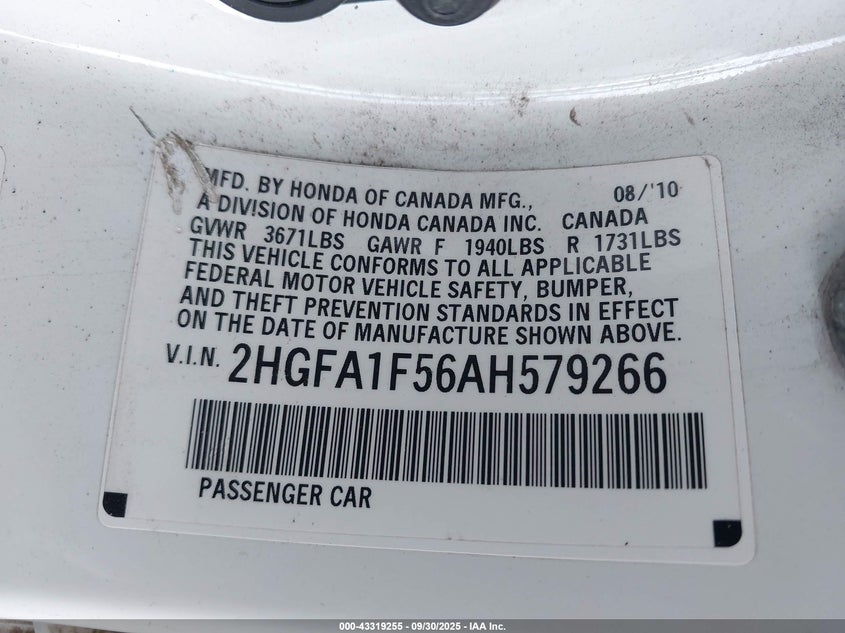 MFD. BY HONDA OF CANADA MFG., 08/'10
A DIVISION OF HONDA CANADA INC. CANADA
GVWR 3671LBS GAWR F 1940LBS R 1731LBS
THIS VEHICLE CONFORMS TO ALL APPLICABLE
FEDERAL MOTOR VEHICLE SAFETY, BUMPER,
AND THEFT PREVENTION STANDARDS IN EFFECT
ON THE DATE OF MANUFACTURE SHOWN ABOVE.
V.I.N. 2HGFA1F56AH579266
PASSENGER CAR
000-43319255 - 09/30/2025 - IAA Inc.